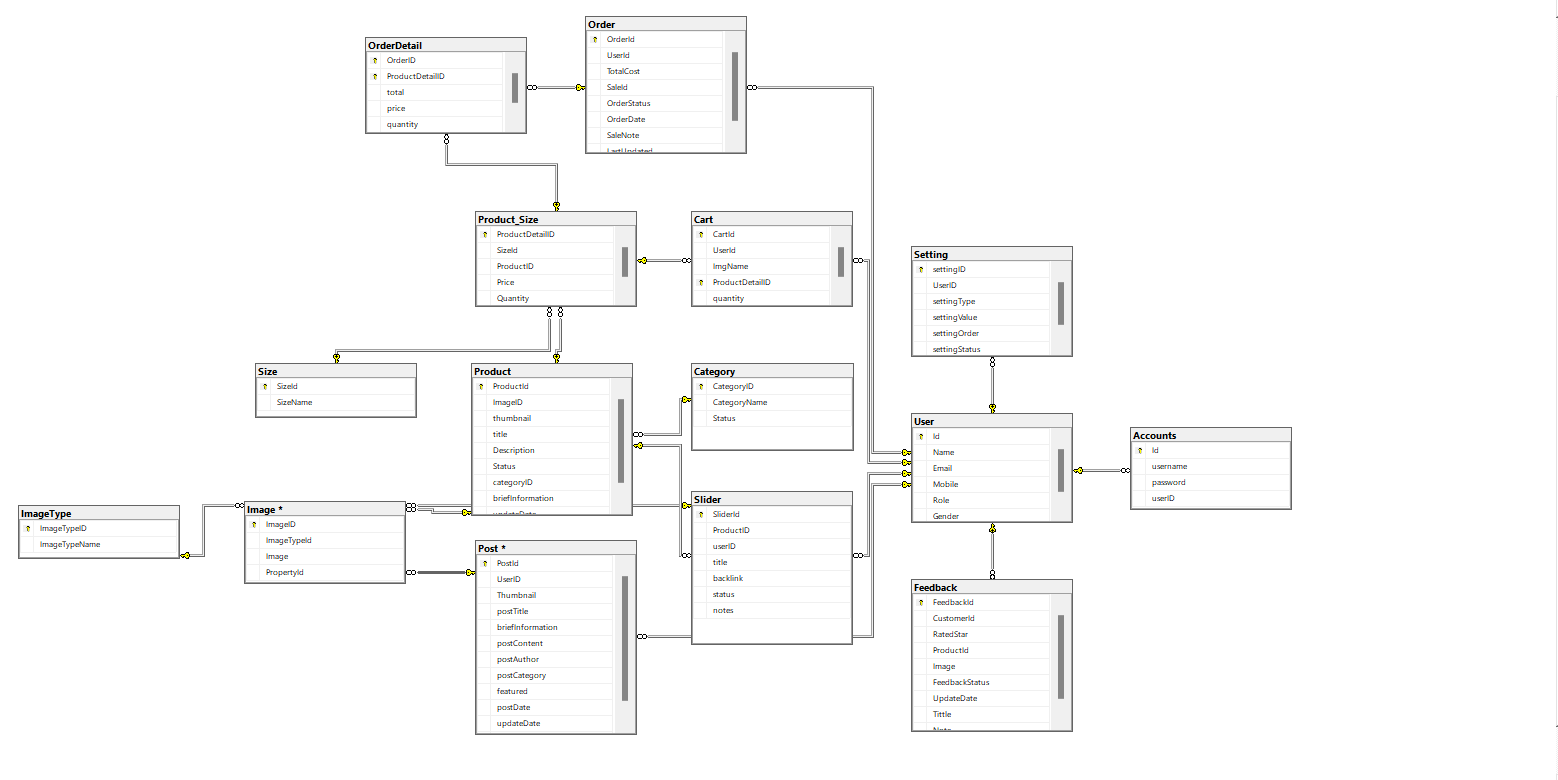 OrderDetail
OrderID
ProductDetailID
total
price
quantity
Order
OrderId
UserId
TotalCost
SaleId
OrderStatus
OrderDate
SaleNote
LastUpdated
Product_Size
ProductDetailID
SizeId
ProductID
Price
Quantity
Cart
CartId
UserId
ImgName
ProductDetailID
quantity
Setting
settingID
UserID
settingType
settingValue
settingOrder
settingStatus
Size
SizeId
SizeName
Product
ProductId
ImageID
thumbnail
title
Description
Status
categoryID
briefInformation
updateDate
Category
CategoryID
CategoryName
Status
User
Id
Name
Email
Mobile
Role
Gender
Accounts
Id
username
password
userID
ImageType
ImageTypeID
ImageTypeName
Image *
ImageID
ImageTypeId
Image
PropertyId
Slider
SliderId
ProductID
userID
title
backlink
status
notes
Post *
PostId
UserID
Thumbnail
postTitle
briefInformation
postContent
postAuthor
postCategory
featured
postDate
updateDate
Feedback
FeedbackId
CustomerId
RatedStar
ProductId
Image
FeedbackStatus
UpdateDate
Tittle
Note